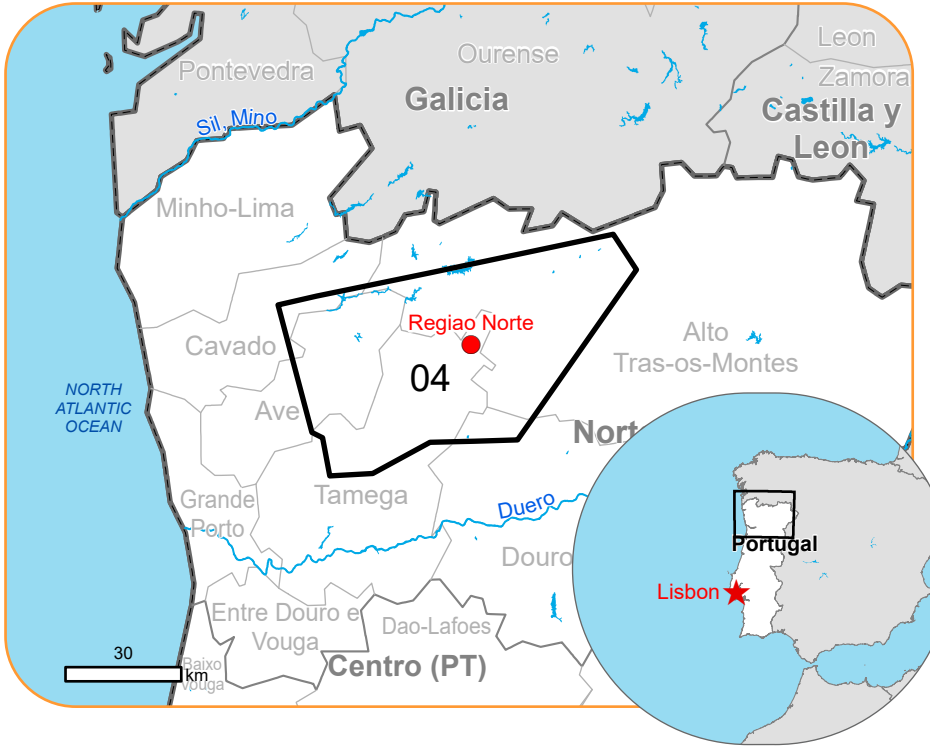 Leon
Ourense
Pontevedra
Zamora
Galicia
Castilla y
Leon
Sil, Mino
Minho-Lima
Regiao Norte
Cavado
Alto
Tras-os-Montes
04
NORTH
ATLANTIC
OCEAN
Ave
Nort
Tamega
Grande
Porto
Duero
Douro
Portugal
Lisbon
Entre Douro e
Vouga
Dao-Lafoes
30
km
Baixo
Vouga
Centro (PT)